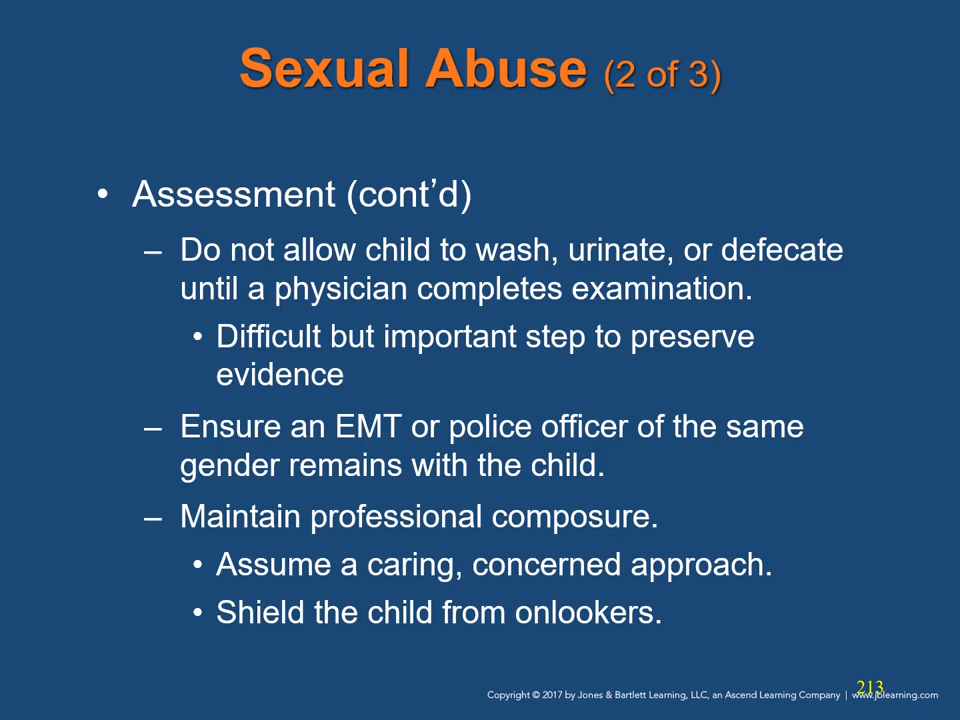 Sexual Abuse (2 of 3)
• Assessment (cont’d)
– Do not allow child to wash, urinate, or defecate
until a physician completes examination.
• Difficult but important step to preserve
evidence
– Ensure an EMT or police officer of the same
gender remains with the child.
– Maintain professional composure.
• Assume a caring, concerned approach.
• Shield the child from onlookers.
213
Copyright © 2017 by Jones & Bartlett Learning, LLC, an Ascend Learning Company | www.jblearning.com